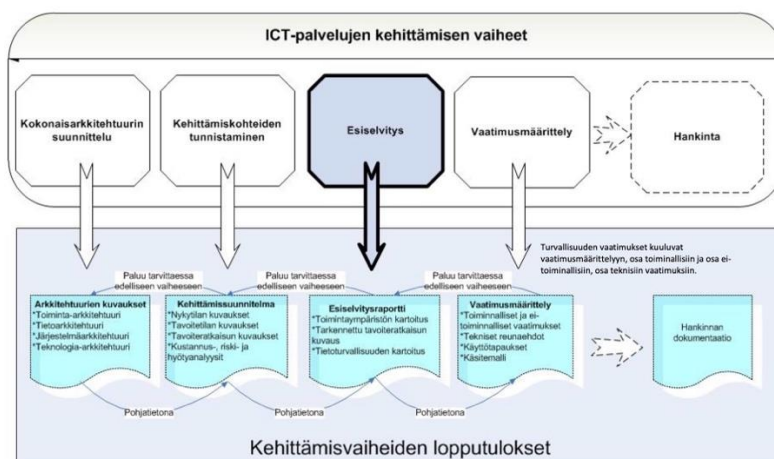 ICT-palvelujen kehittämisen vaiheet
Kokonaisarkkitehtuurin
suunnittelu
Kehittämiskohteiden
tunnistaminen
Esiselvitys
Vaatimusmäärittely
Hankinta
Turvallisuuden vaatimukset kuuluvat
vaatimusmäärittelyyn, osa toiminallisiin ja osa ei-
toiminallisiin, osa teknisiin vaatimuksiin.
Paluu tarvittaessa
edelliseen vaiheeseen
Paluu tarvittaessa
edelliseen vaiheeseen
Paluu tarvittaessa
edelliseen vaiheeseen
Arkkitehtuurien kuvaukset
*Toiminta-arkkitehtuuri
*Tietoarkkitehtuuri
*Järjestelmäarkkitehtuuri
*Teknologia-arkkitehtuuri
Kehittämissuunnitelma
*Nykytilan kuvaukset
*Tavoitetilan kuvaukset
*Tavoiteratkaisun kuvaukset
*Kustannus-, riski- ja
hyötyanalyysit
Esiselvitysraportti
*Toimintaympäristön kartoitus
*Tarkennettu tavoiteratkaisun
kuvaus
*Tietoturvallisuuden kartoitus
Vaatimusmäärittely
*Toiminnalliset ja ei-
toiminnalliset vaatimukset
*Tekniset reunaehdot
*Käyttötapaukset
*Käsitemalli
Hankinnan
dokumentaatio
Pohjatietona
Pohjatietona
Pohjatietona
Kehittämisvaiheiden lopputulokset